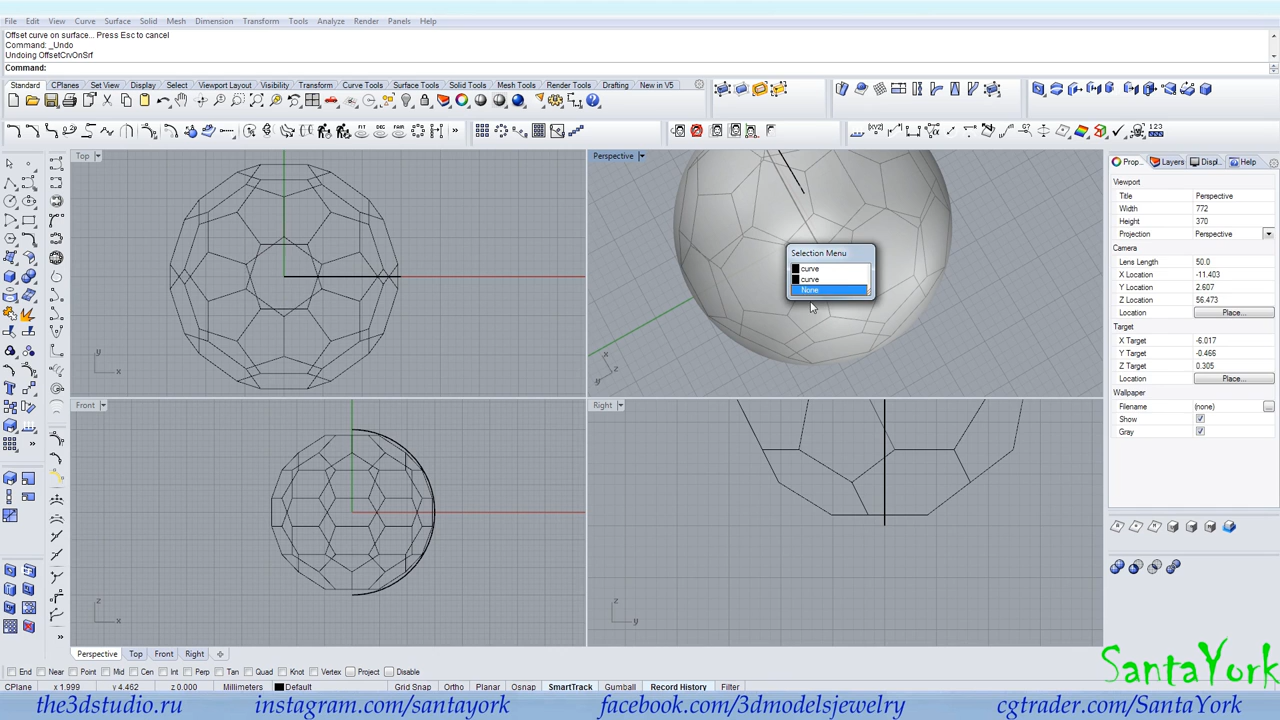 File Edit View Curve Surface Solid Mesh Dimension Transform Tools Analyze Render Panels Help
Offset curve on surface... Press Esc to cancel
Command: _Undo
Undoing OffsetCrvOnSrf
Command:
Standard CPlanes Set View Display Select Viewport Layout Visibility Transform Curve Tools Surface Tools Solid Tools Mesh Tools Render Tools Drafting New in V5
Top
Perspective
Prop... Layers Displ... Help
Viewport
Title Perspective
Width 772
Height 370
Projection Perspective
Camera
Lens Length 50.0
X Location -11.403
Y Location 2.607
Z Location 56.473
Location Place...
Target
X Target -6.017
Y Target -0.466
Z Target 0.305
Location Place...
Wallpaper
Filename (none) ...
Show
Gray
Selection Menu
curve
curve
None
y
x
x
y
z
Front
Right
z
x
z
y
Perspective Top Front Right
End Near Point Mid Cen Int Perp Tan Quad Knot Vertex Project Disable
CPlane x 1.999 y 4.462 z 0.000 Millimeters Default Grid Snap Ortho Planar Osnap SmartTrack Gumball Record History Filter
SantaYork
the3dstudio.ru instagram.com/santayork facebook.com/3dmodelsjewelry cgtrader.com/SantaYork